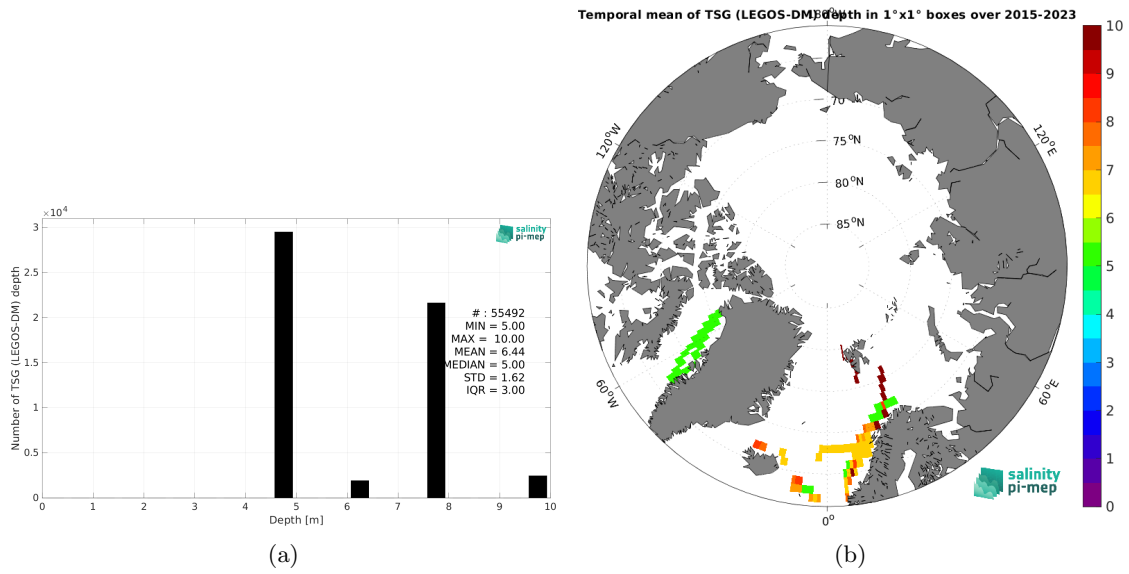 ×10⁴
3
2.5
2
1.5
1
0.5
0
0 1 2 3 4 5 6 7 8 9 10
Number of TSG (LEGOS-DM) depth
Depth [m]
salinity
pi-mep
# : 55492
MIN = 5.00
MAX = 10.00
MEAN = 6.44
MEDIAN = 5.00
STD = 1.62
IQR = 3.00
(a)
Temporal mean of TSG (LEGOS-DM) depth in 1°x1° boxes over 2015-2023
180°W
120°W
120°E
70°
75°N
80°N
85°N
60°W
60°E
0°
10
9
8
7
6
5
4
3
2
1
0
salinity
pi-mep
(b)